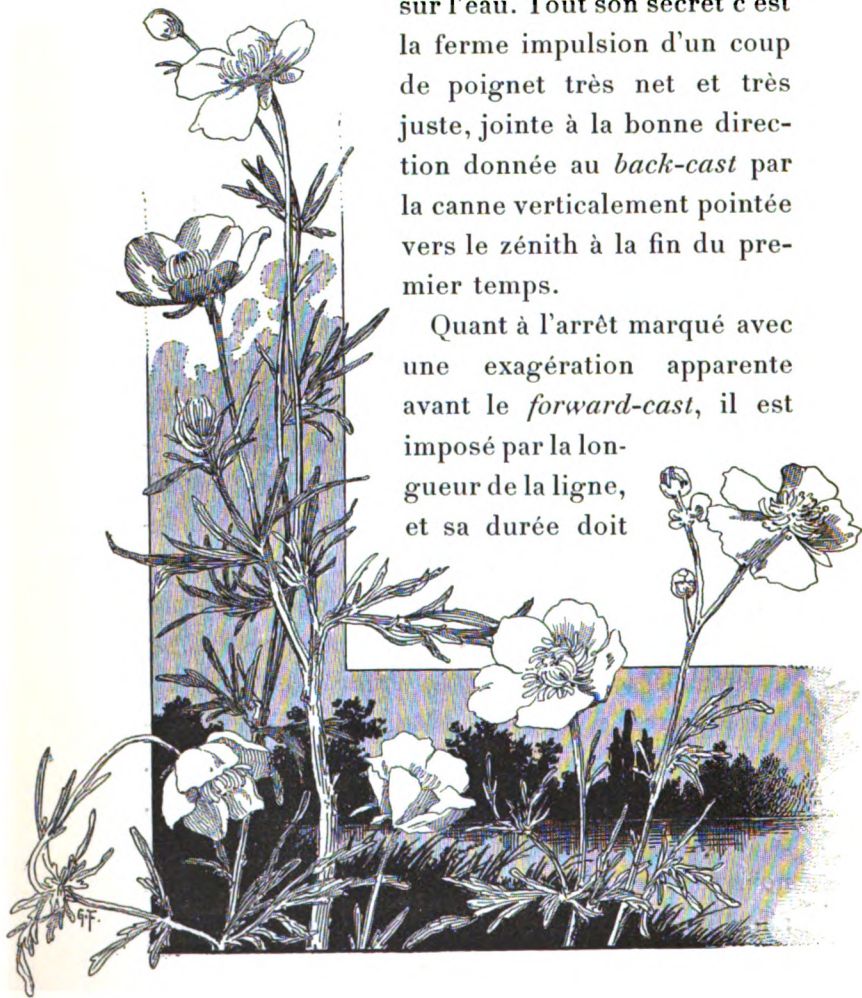 sur l'eau. Tout son secret c'est
la ferme impulsion d'un coup
de poignet très net et très
juste, jointe à la bonne direc-
tion donnée au back-cast par
la canne verticalement pointée
vers le zénith à la fin du pre-
mier temps.
Quant à l'arrêt marqué avec
une exagération apparente
avant le forward-cast, il est
imposé par la lon-
gueur de la ligne,
et sa durée doit
G.F.